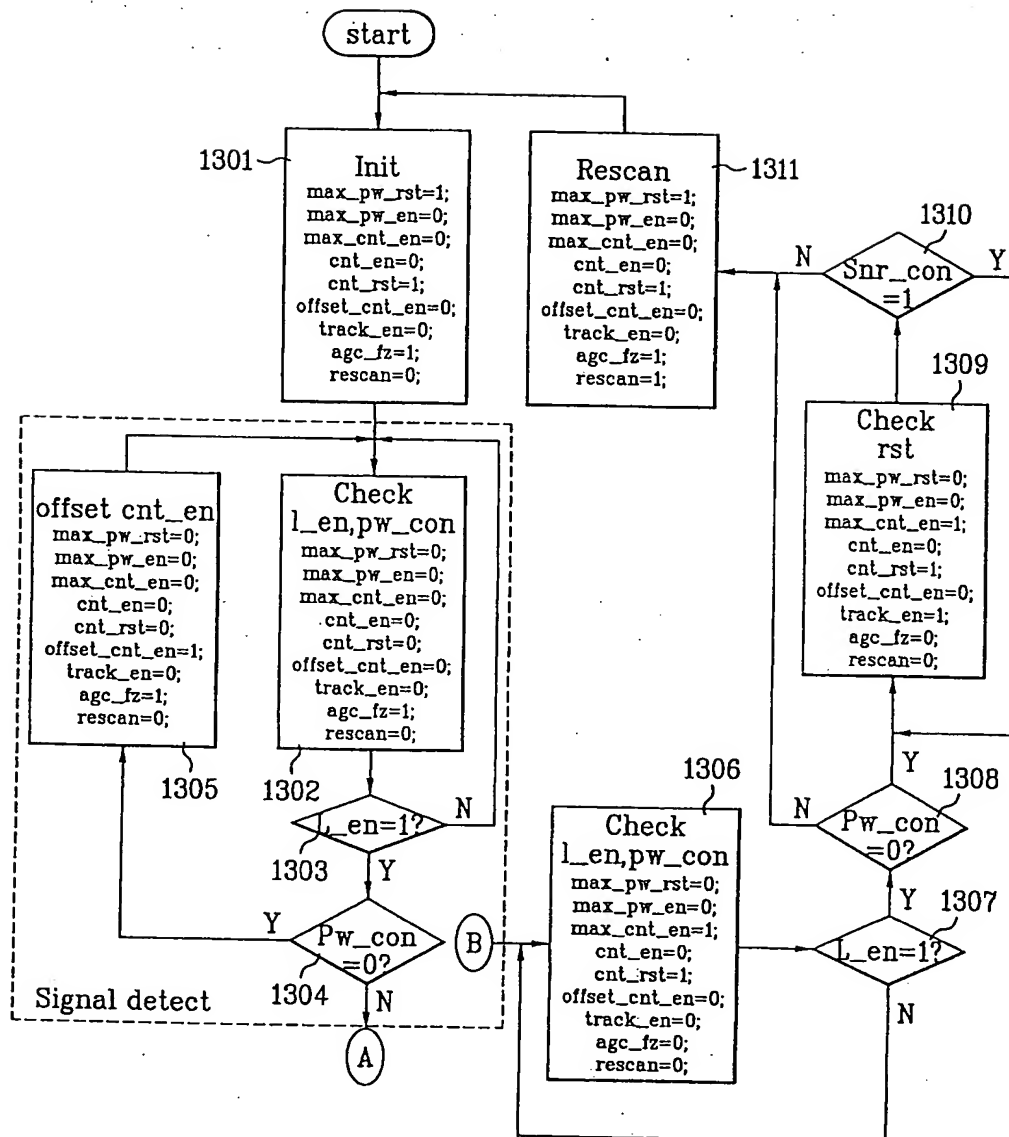 start
1301
Init
max_pw_rst=1;
max_pw_en=0;
max_cnt_en=0;
cnt_en=0;
cnt_rst=1;
offset_cnt_en=0;
track_en=0;
agc_fz=1;
rescan=0;
Rescan
max_pw_rst=1;
max_pw_en=0;
max_cnt_en=0;
cnt_en=0;
cnt_rst=1;
offset_cnt_en=0;
track_en=0;
agc_fz=1;
rescan=1;
1311
1310
N
Snr_con
=1
Y
1309
Check
rst
max_pw_rst=0;
max_pw_en=0;
max_cnt_en=1;
cnt_en=0;
cnt_rst=1;
offset_cnt_en=0;
track_en=1;
agc_fz=0;
rescan=0;
offset cnt_en
max_pw_rst=0;
max_pw_en=0;
max_cnt_en=0;
cnt_en=0;
cnt_rst=0;
offset_cnt_en=1;
track_en=0;
agc_fz=1;
rescan=0;
1305
Check
l_en,pw_con
max_pw_rst=0;
max_pw_en=0;
max_cnt_en=0;
cnt_en=0;
cnt_rst=0;
offset_cnt_en=0;
track_en=0;
agc_fz=1;
rescan=0;
1302
L_en=1?
N
1303
Y
Y
Pw_con
=0?
1304
N
Signal detect
A
B
1306
Check
l_en,pw_con
max_pw_rst=0;
max_pw_en=0;
max_cnt_en=1;
cnt_en=0;
cnt_rst=1;
offset_cnt_en=0;
track_en=0;
agc_fz=0;
rescan=0;
Y
1308
N
Pw_con
=0?
Y
1307
L_en=1?
N